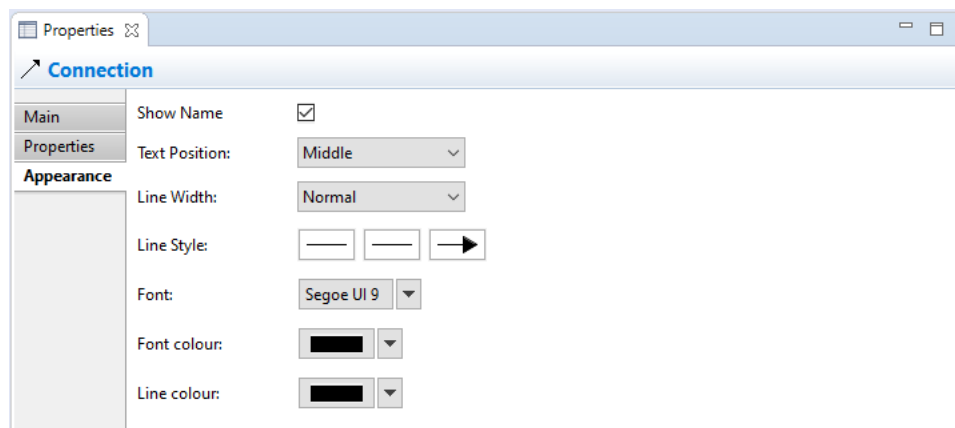 Properties
Connection
Main
Properties
Appearance
Show Name
Text Position: Middle
Line Width: Normal
Line Style:
Font: Segoe UI 9
Font colour:
Line colour: